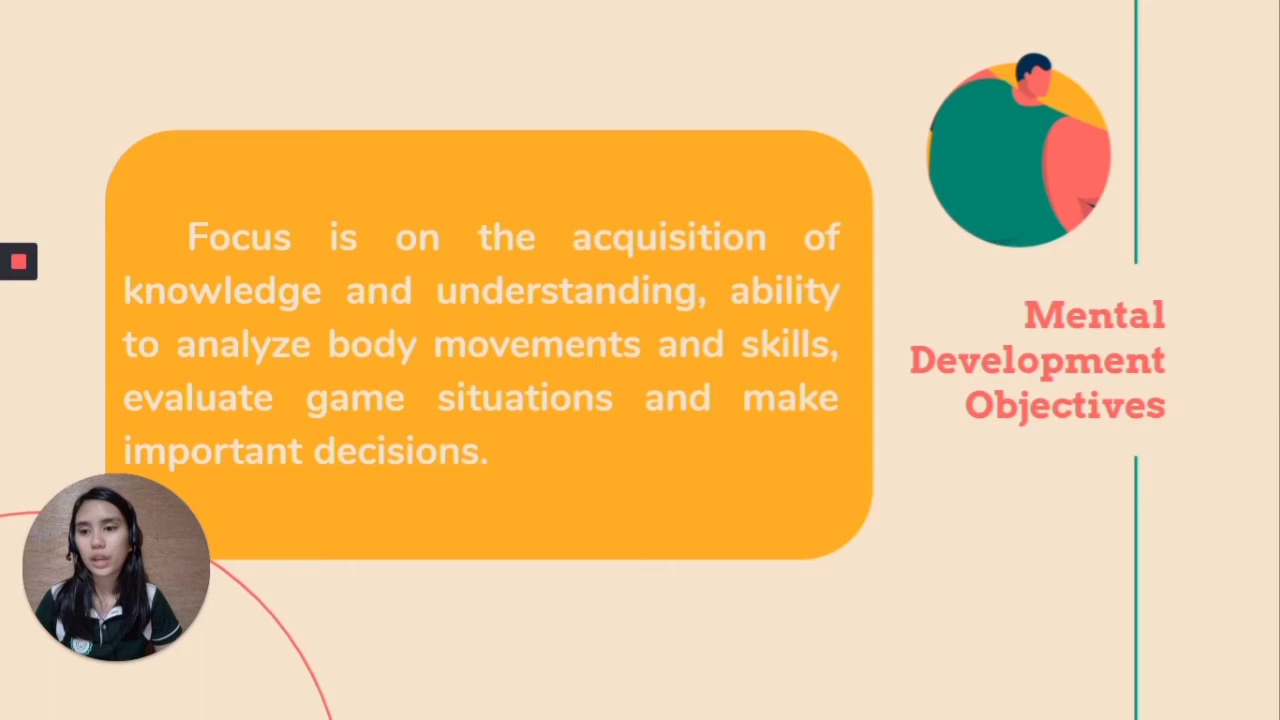 Focus is on the acquisition of
knowledge and understanding, ability
to analyze body movements and skills,
evaluate game situations and make
important decisions.
Mental
Development
Objectives